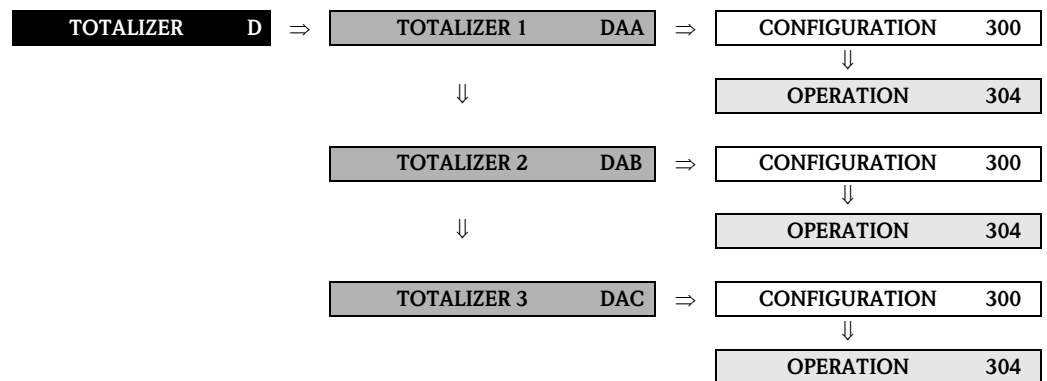 TOTALIZER D ⇒ TOTALIZER 1 DAA ⇒ CONFIGURATION 300
⇓
⇓ OPERATION 304
TOTALIZER 2 DAB ⇒ CONFIGURATION 300
⇓
⇓ OPERATION 304
TOTALIZER 3 DAC ⇒ CONFIGURATION 300
⇓
OPERATION 304